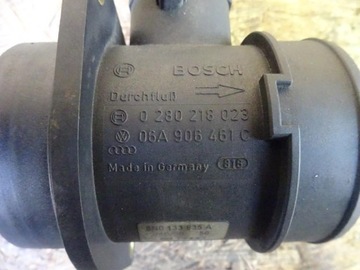 BOSCH
Durchfluß
0 280 218 023
06A 906 461 C
Made in Germany